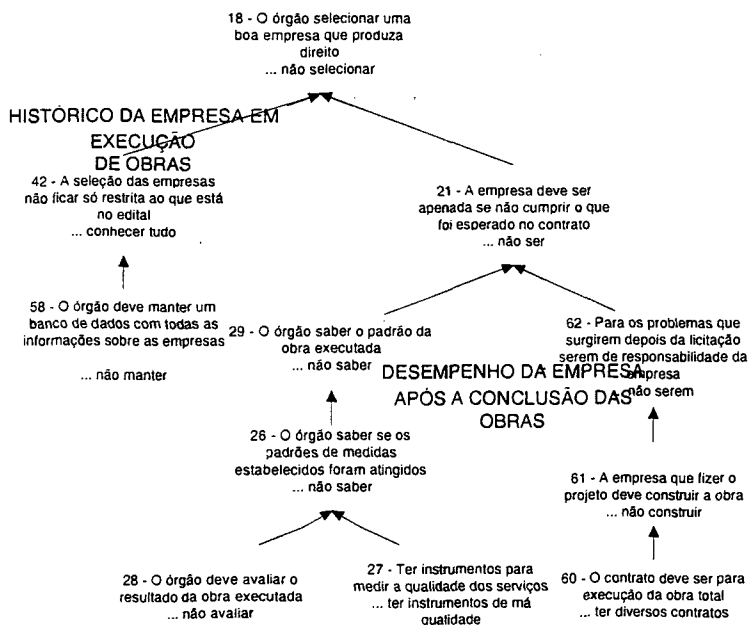 18 - O órgão selecionar uma
boa empresa que produza
direito
... não selecionar
HISTÓRICO DA EMPRESA EM
EXECUÇÃO
DE OBRAS
42 - A seleção das empresas
não ficar só restrita ao que está
no edital
... conhecer tudo
21 - A empresa deve ser
apenada se não cumprir o que
foi esperado no contrato
... não ser
58 - O órgão deve manter um
banco de dados com todas as
informações sobre as empresas
... não manter
29 - O órgão saber o padrão da
obra executada
... não saber
62 - Para os problemas que
surgirem depois da licitação
serem de responsabilidade da
empresa
não serem
DESEMPENHO DA EMPRESA
APÓS A CONCLUSÃO DAS
OBRAS
26 - O órgão saber se os
padrões de medidas
estabelecidos foram atingidos
... não saber
61 - A empresa que fizer o
projeto deve construir a obra
... não construir
28 - O órgão deve avaliar o
resultado da obra executada
... não avaliar
27 - Ter instrumentos para
medir a qualidade dos serviços
... ter instrumentos de má
qualidade
60 - O contrato deve ser para
execução da obra total
... ter diversos contratos